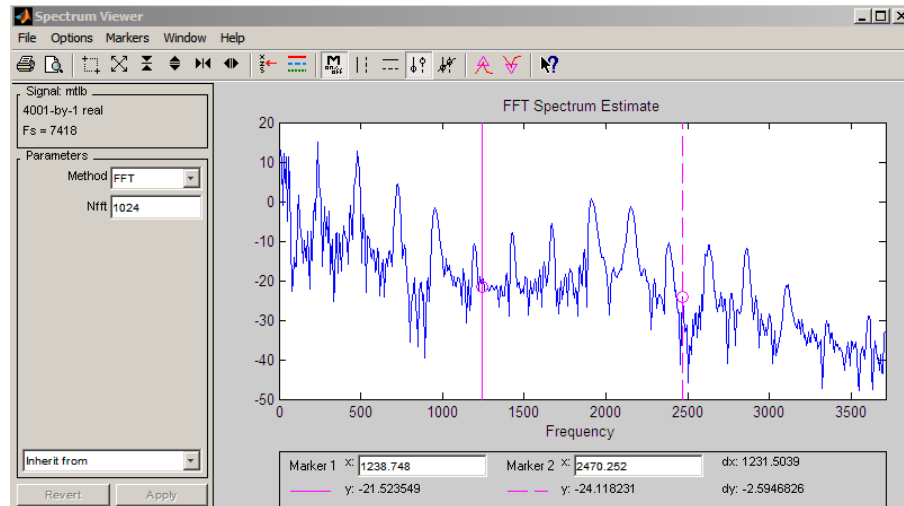 Spectrum Viewer
File Options Markers Window Help
Signal: mtlb
4001-by-1 real
Fs = 7418
Parameters
Method FFT
Nfft 1024
Inherit from
Revert Apply
FFT Spectrum Estimate
20
10
0
-10
-20
-30
-40
-50
0 500 1000 1500 2000 2500 3000 3500
Frequency
Marker 1 x: 1238.748 Marker 2 x: 2470.252 dx: 1231.5039
y: -21.523549 y: -24.118231 dy: -2.5946826